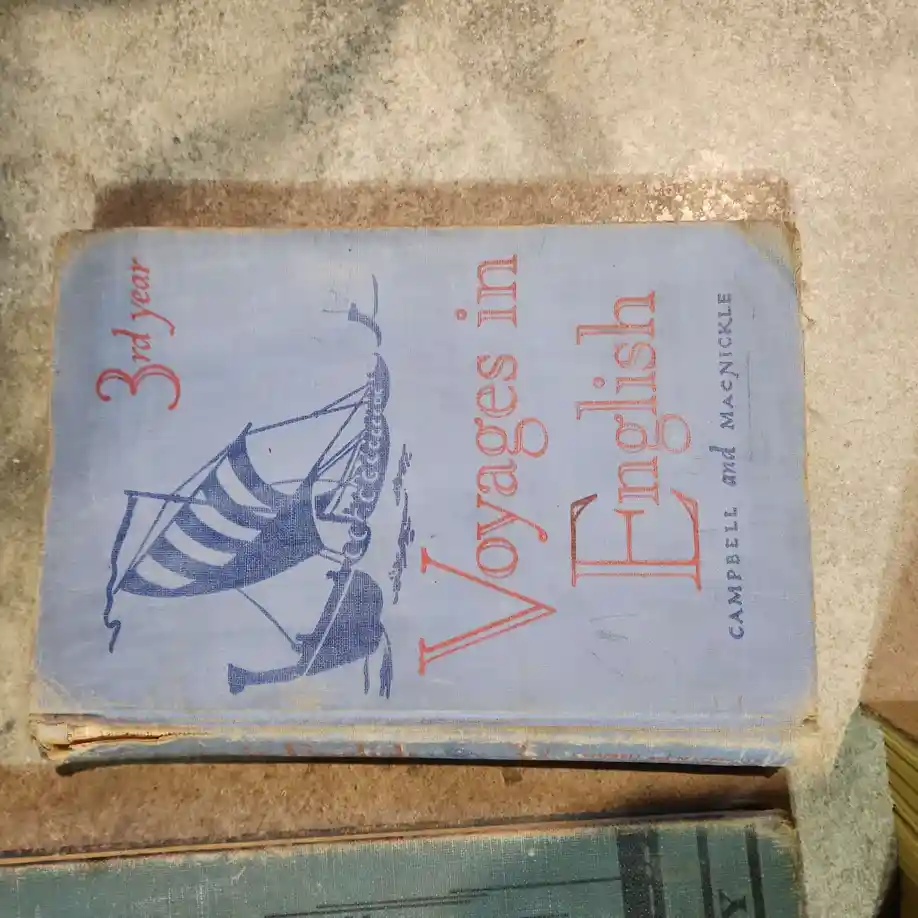 3rd year
Voyages in
English
CAMPBELL and MACNICKLE